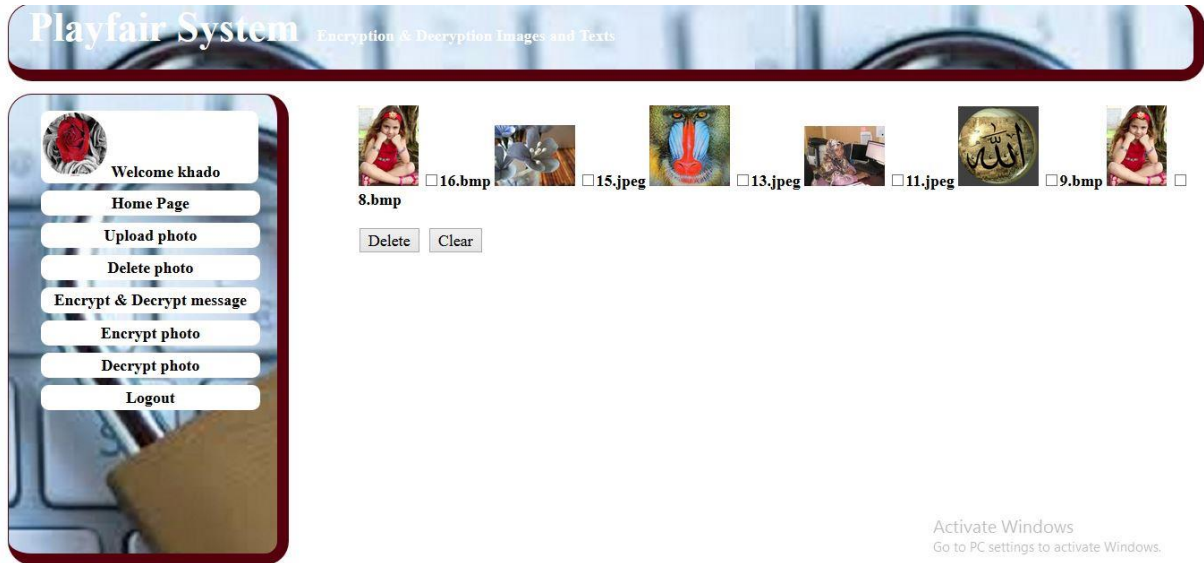 Playfair System Encryption & Decryption Images and Texts
Welcome khado
Home Page
Upload photo
Delete photo
Encrypt & Decrypt message
Encrypt photo
Decrypt photo
Logout
16.bmp 15.jpeg 13.jpeg 11.jpeg الله 9.bmp
8.bmp
Delete Clear
Activate Windows
Go to PC settings to activate Windows.